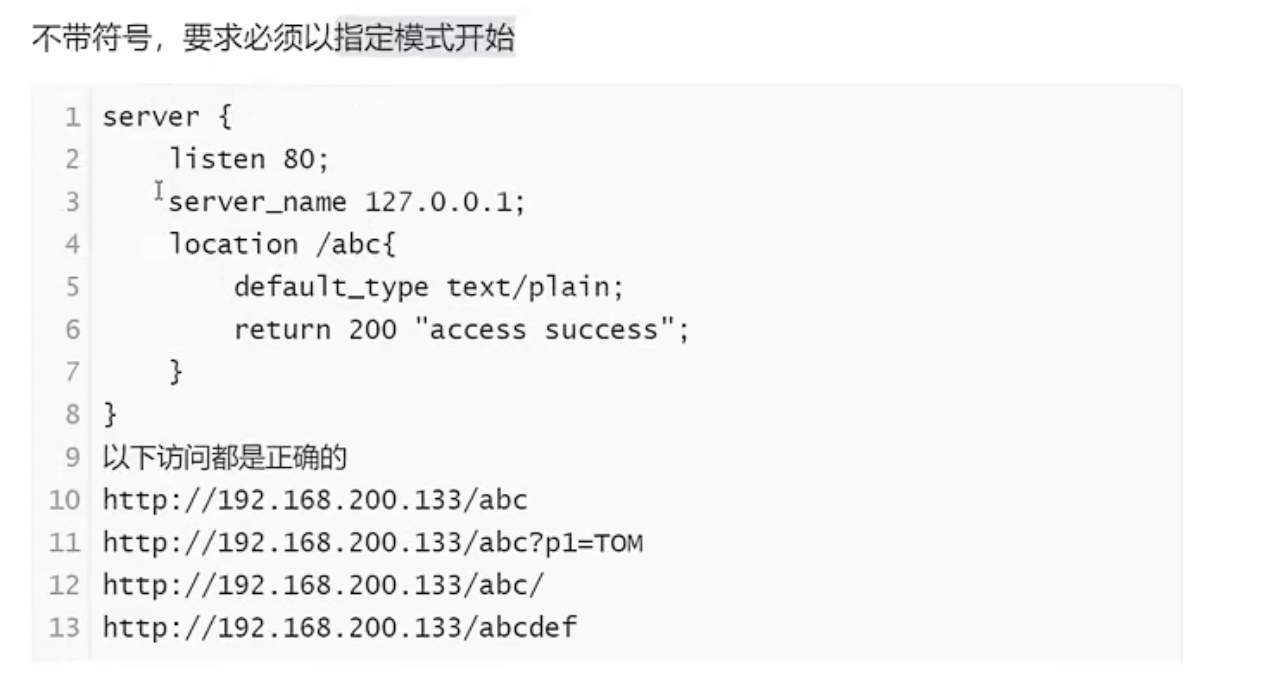 不带符号，要求必须以指定模式开始
1 server {
2 listen 80;
3 server_name 127.0.0.1;
4 location /abc{
5 default_type text/plain;
6 return 200 "access success";
7 }
8 }
9 以下访问都是正确的
10 http://192.168.200.133/abc
11 http://192.168.200.133/abc?p1=TOM
12 http://192.168.200.133/abc/
13 http://192.168.200.133/abcdef